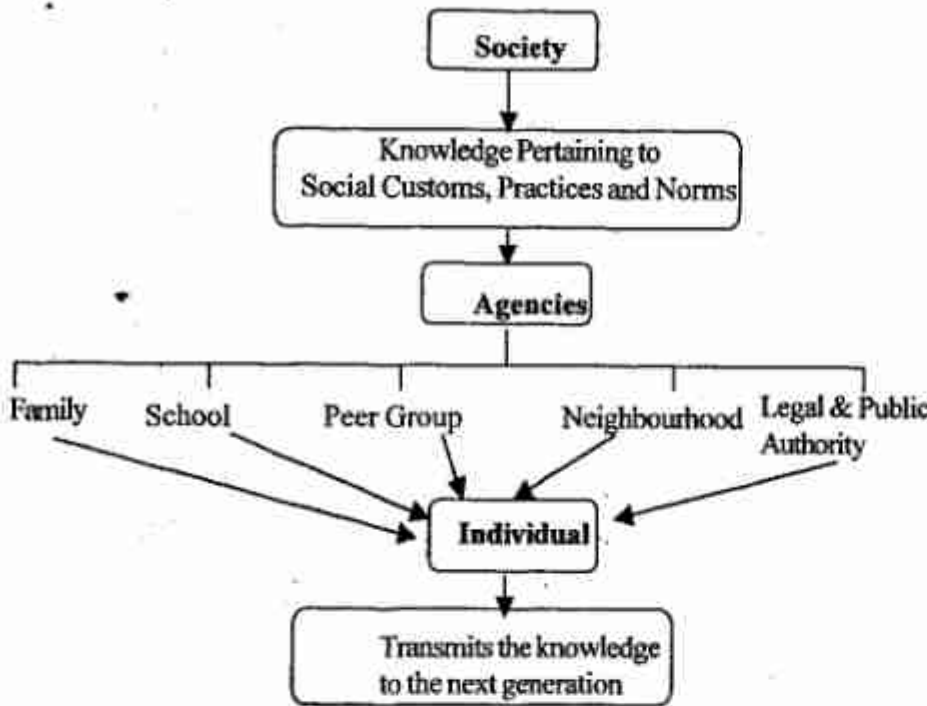 Society
Knowledge Pertaining to
Social Customs, Practices and Norms
Agencies
Family
School
Peer Group
Neighbourhood
Legal & Public
Authority
Individual
Transmits the knowledge
to the next generation